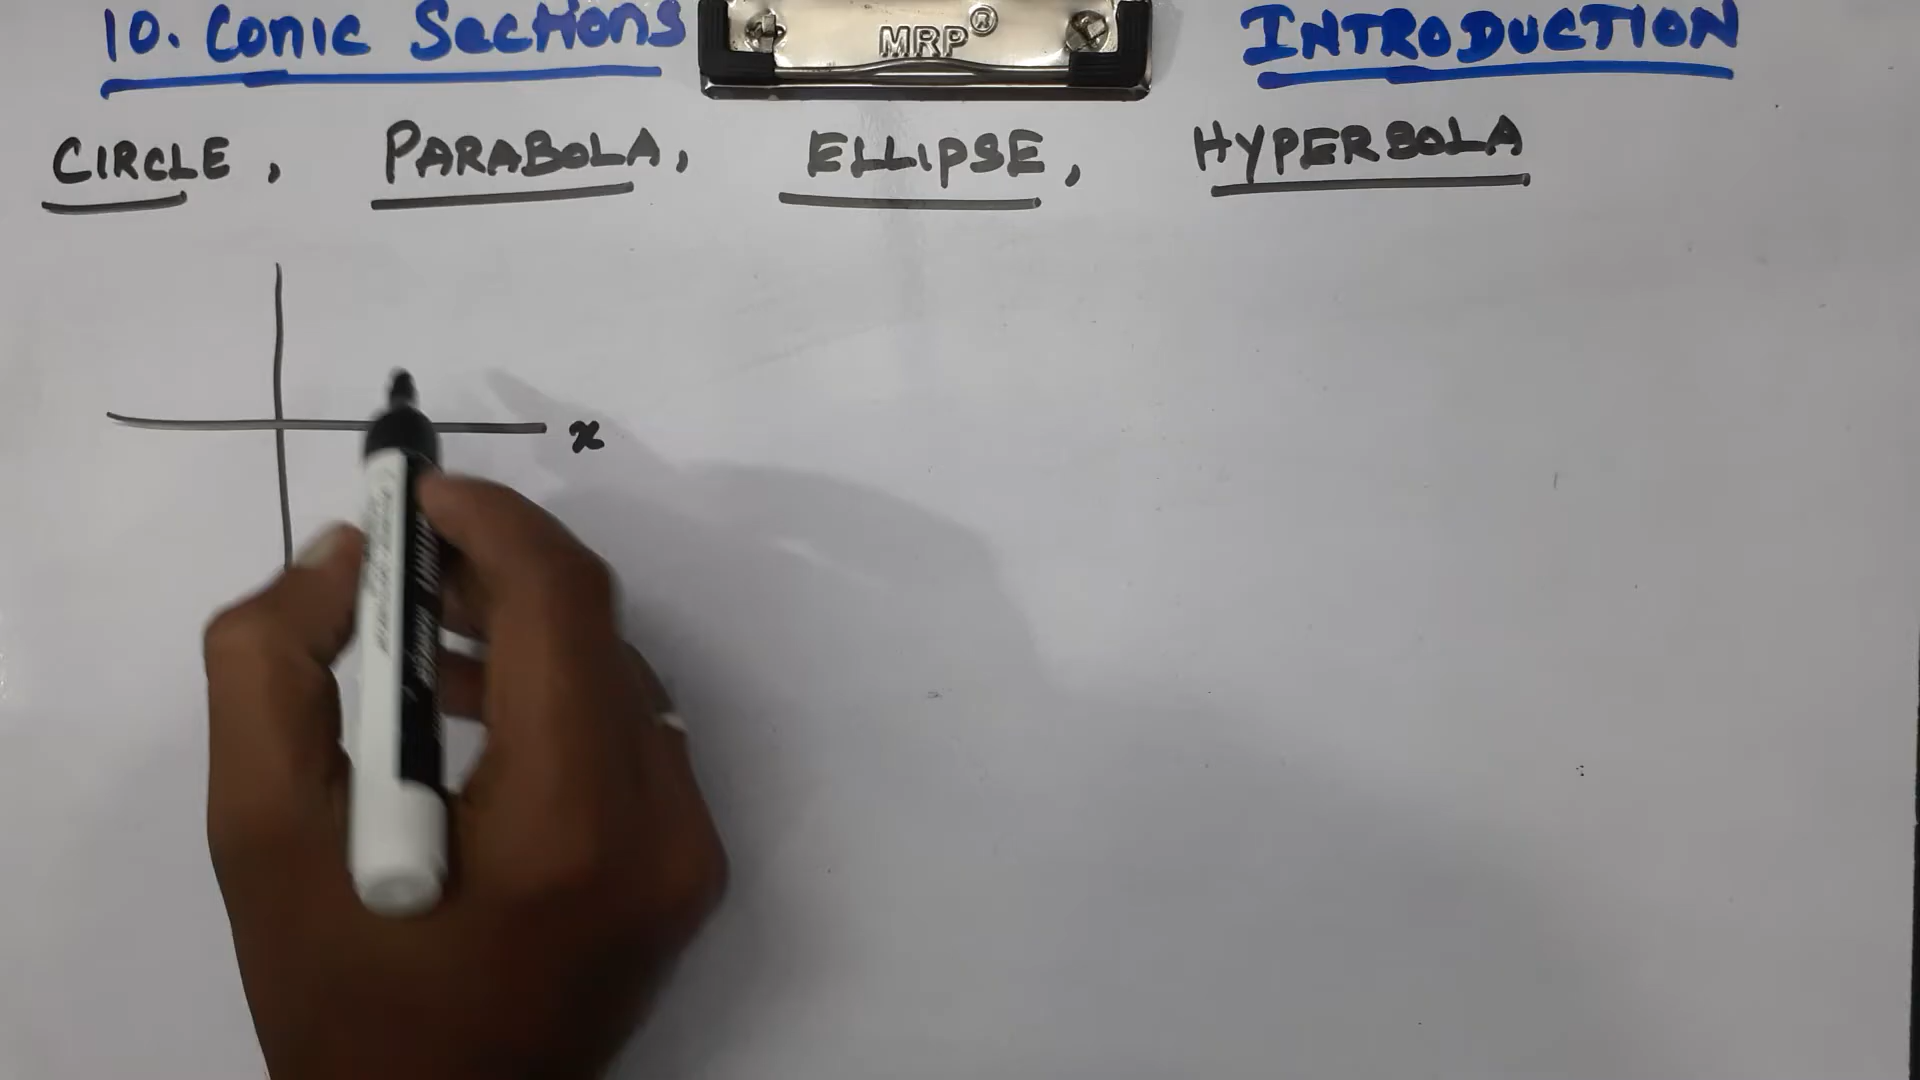 10. Conic Sections MRP® INTRODUCTION
CIRCLE, PARABOLA, ELLIPSE, HYPERBOLA
x